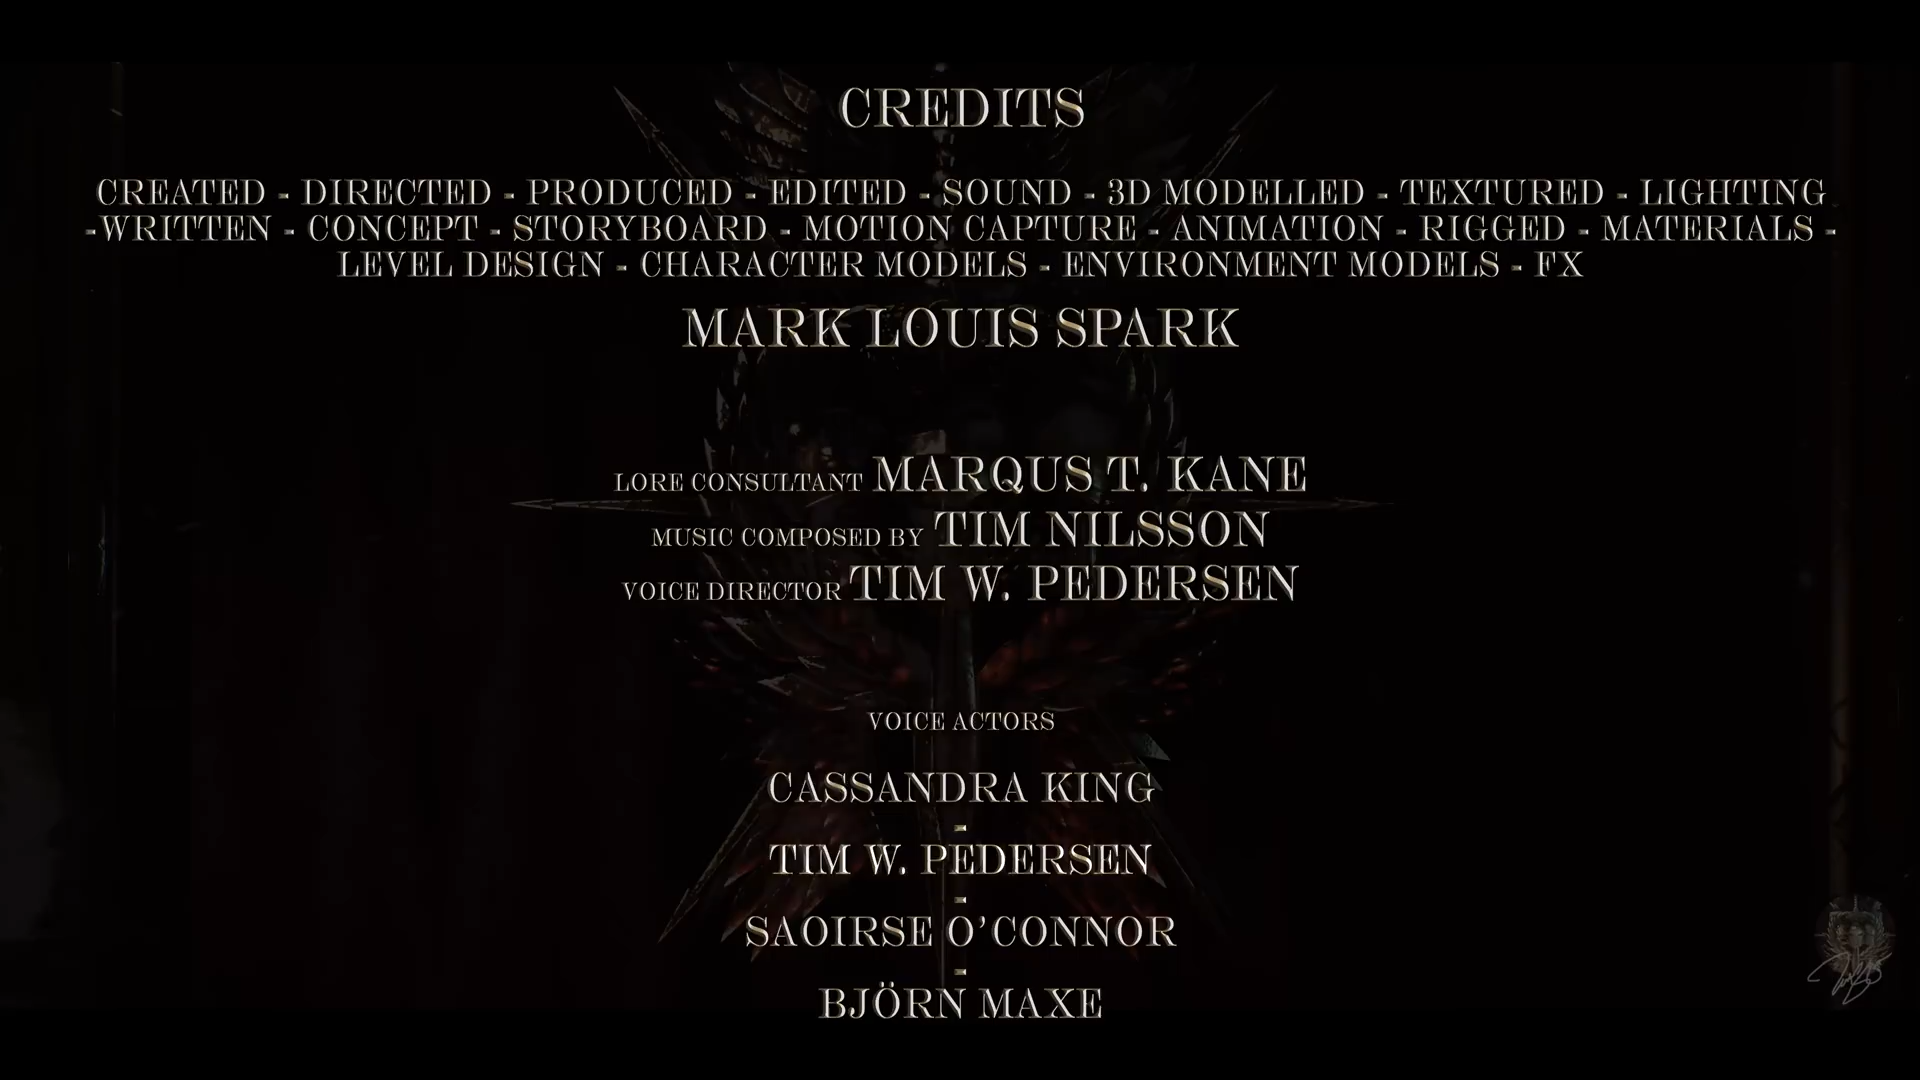 CREDITS
CREATED - DIRECTED - PRODUCED - EDITED - SOUND - 3D MODELLED - TEXTURED - LIGHTING
-WRITTEN - CONCEPT - STORYBOARD - MOTION CAPTURE - ANIMATION - RIGGED - MATERIALS -
LEVEL DESIGN - CHARACTER MODELS - ENVIRONMENT MODELS - FX
MARK LOUIS SPARK
LORE CONSULTANT MARQUS T. KANE
MUSIC COMPOSED BY TIM NILSSON
VOICE DIRECTOR TIM W. PEDERSEN
VOICE ACTORS
CASSANDRA KING
-
TIM W. PEDERSEN
-
SAOIRSE O'CONNOR
-
BJÖRN MAXE